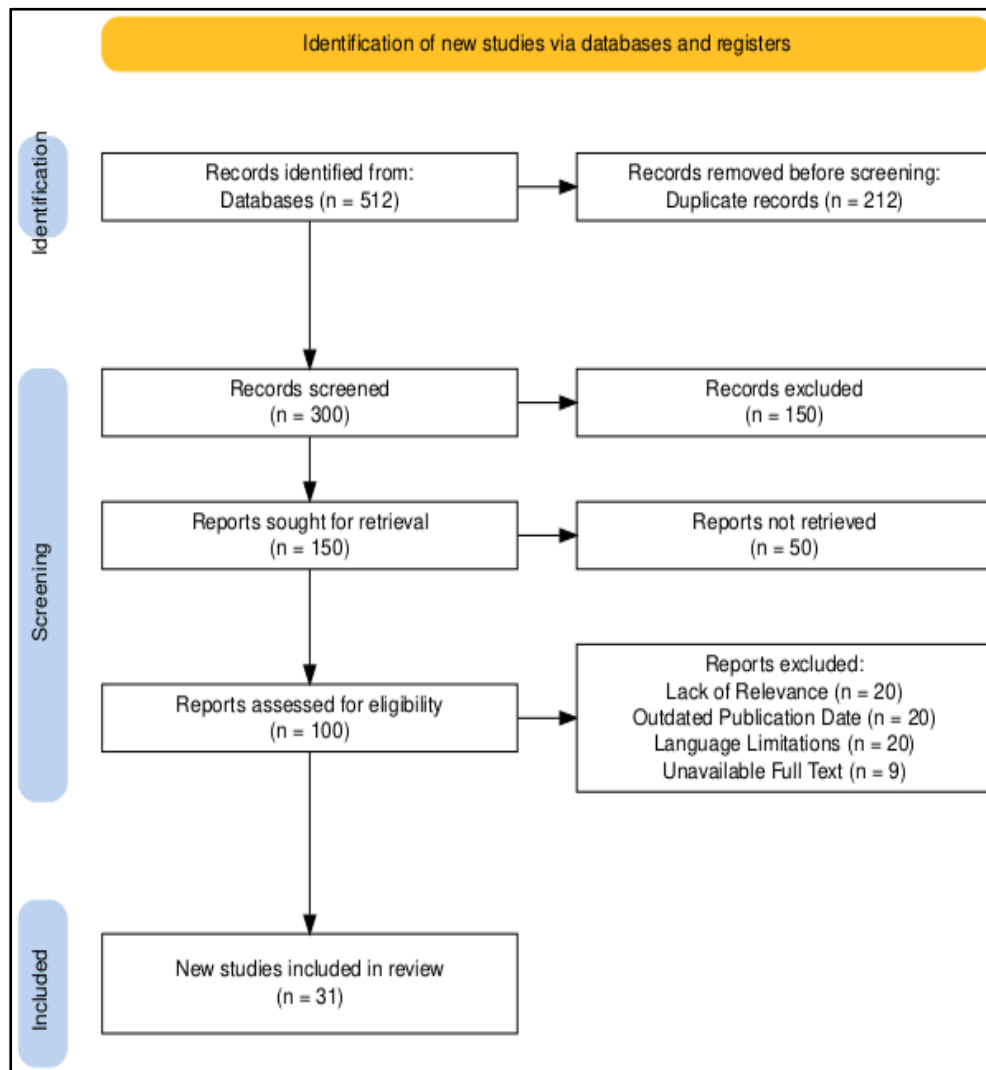 Identification of new studies via databases and registers
Identification
Records identified from:
Databases (n = 512)
Records removed before screening:
Duplicate records (n = 212)
Screening
Records screened
(n = 300)
Records excluded
(n = 150)
Reports sought for retrieval
(n = 150)
Reports not retrieved
(n = 50)
Reports assessed for eligibility
(n = 100)
Reports excluded:
Lack of Relevance (n = 20)
Outdated Publication Date (n = 20)
Language Limitations (n = 20)
Unavailable Full Text (n = 9)
Included
New studies included in review
(n = 31)